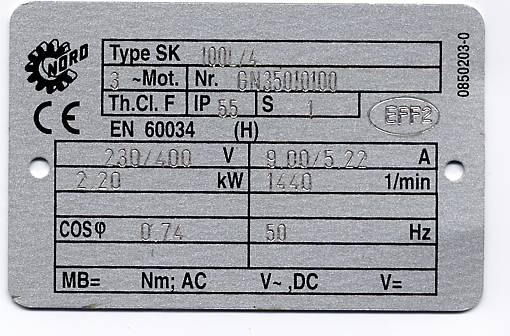 NORD
Type SK 100L/4
3 ~Mot. Nr. GN35010100
Th.Cl. F IP 55 S 1
EFF2
0850203-0
CE
EN 60034 (H)
230/400 V 9.00/5.22 A
2.20 kW 1440 1/min
COSφ 0.74 50 Hz
MB= Nm; AC V~ ,DC V=